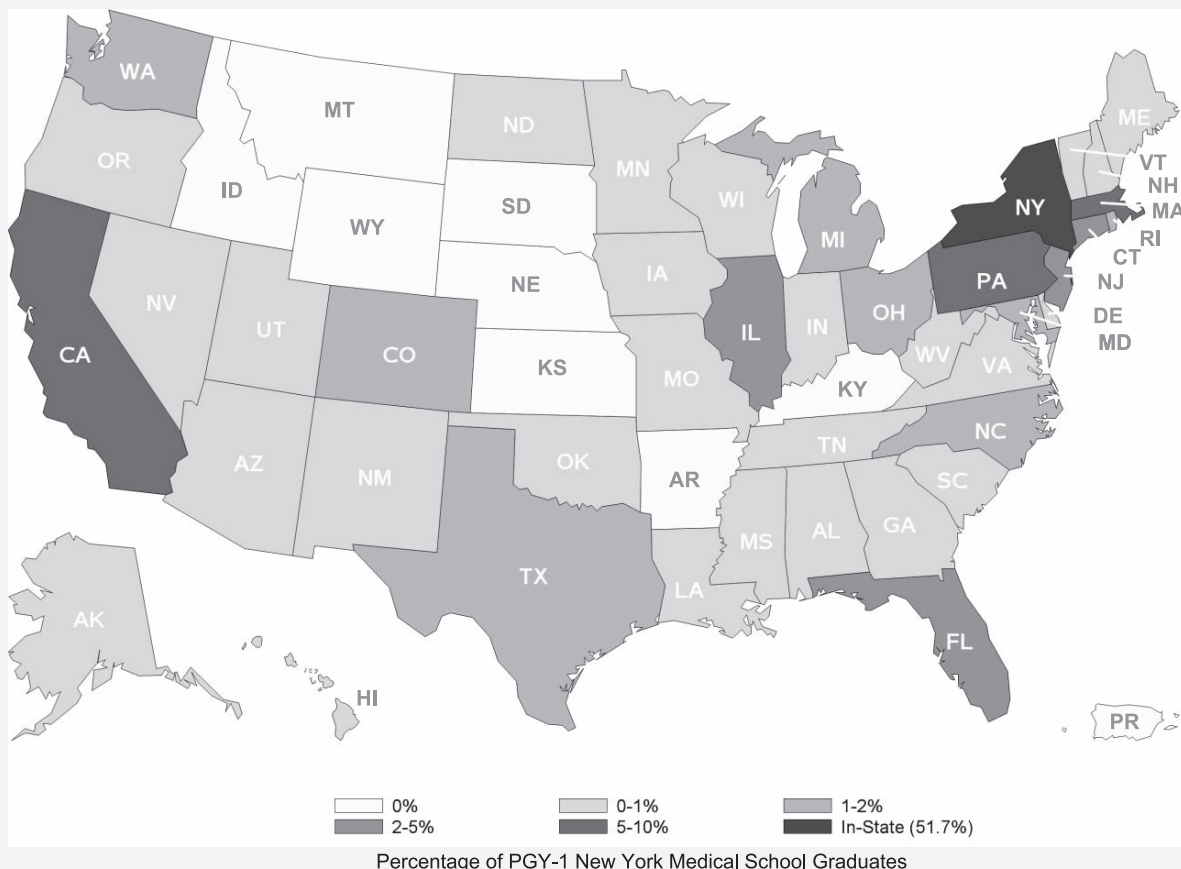 WA
MT
ND
OR
ID
WY
SD
MN
WI
MI
NY
ME
VT
NH
MA
RI
CT
NJ
DE
MD
PA
NV
UT
CO
NE
IA
IL
IN
OH
CA
KS
MO
KY
WV
VA
AZ
NM
OK
AR
TN
NC
SC
TX
LA
MS
AL
GA
FL
AK
HI
PR
0%
0-1%
1-2%
2-5%
5-10%
In-State (51.7%)
Percentage of PGY-1 New York Medical School Graduates